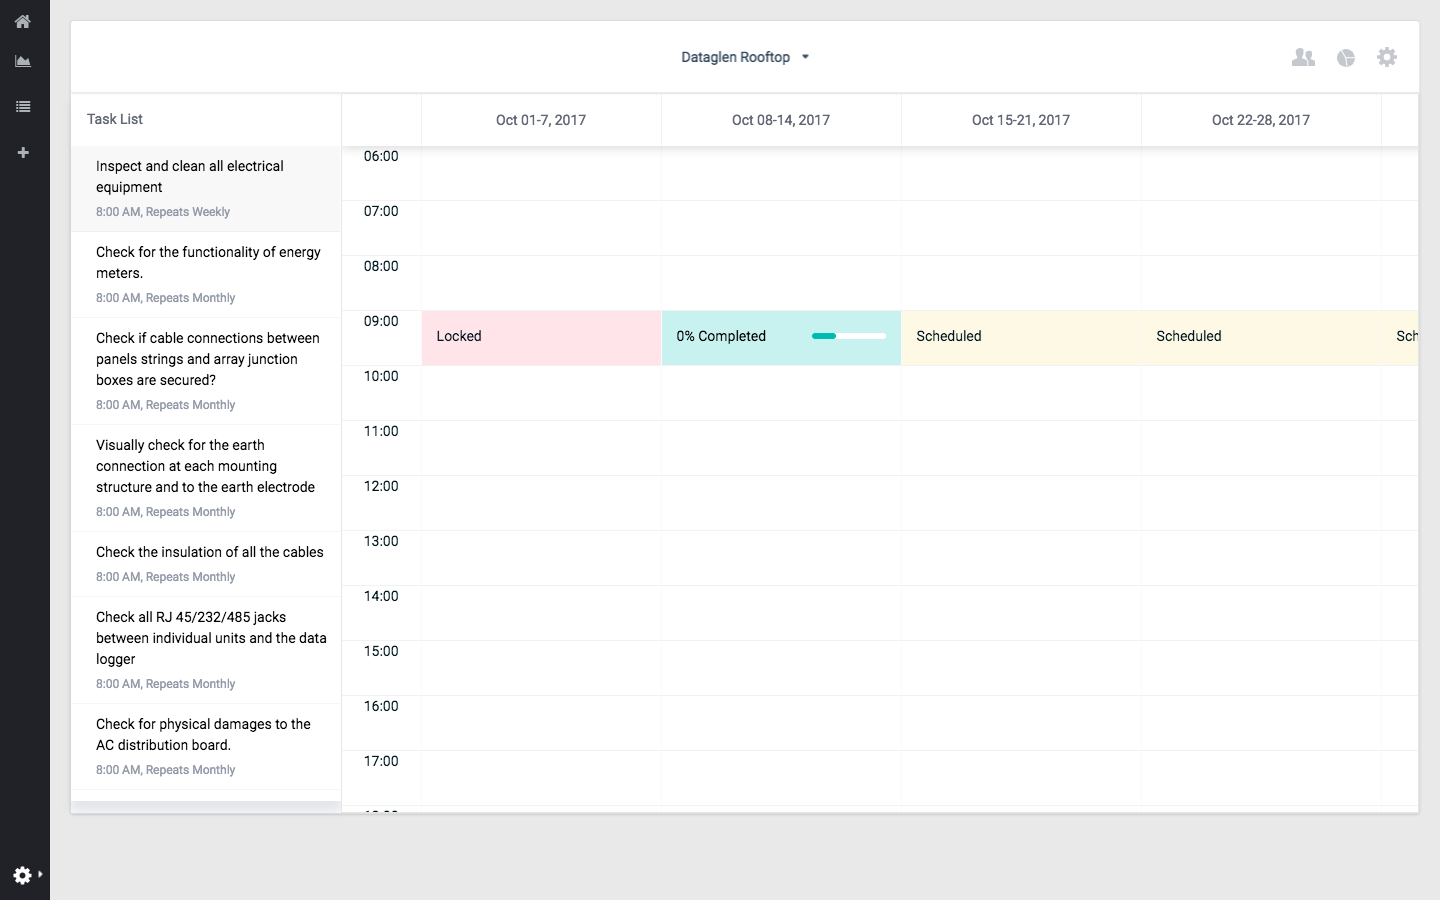 Dataglen Rooftop
Task List
Oct 01-7, 2017
Oct 08-14, 2017
Oct 15-21, 2017
Oct 22-28, 2017
Inspect and clean all electrical
equipment
8:00 AM, Repeats Weekly
Check for the functionality of energy
meters.
8:00 AM, Repeats Monthly
Check if cable connections between
panels strings and array junction
boxes are secured?
8:00 AM, Repeats Monthly
Visually check for the earth
connection at each mounting
structure and to the earth electrode
8:00 AM, Repeats Monthly
Check the insulation of all the cables
8:00 AM, Repeats Monthly
Check all RJ 45/232/485 jacks
between individual units and the data
logger
8:00 AM, Repeats Monthly
Check for physical damages to the
AC distribution board.
8:00 AM, Repeats Monthly
06:00
07:00
08:00
09:00
Locked
0% Completed
Scheduled
Scheduled
Sch
10:00
11:00
12:00
13:00
14:00
15:00
16:00
17:00